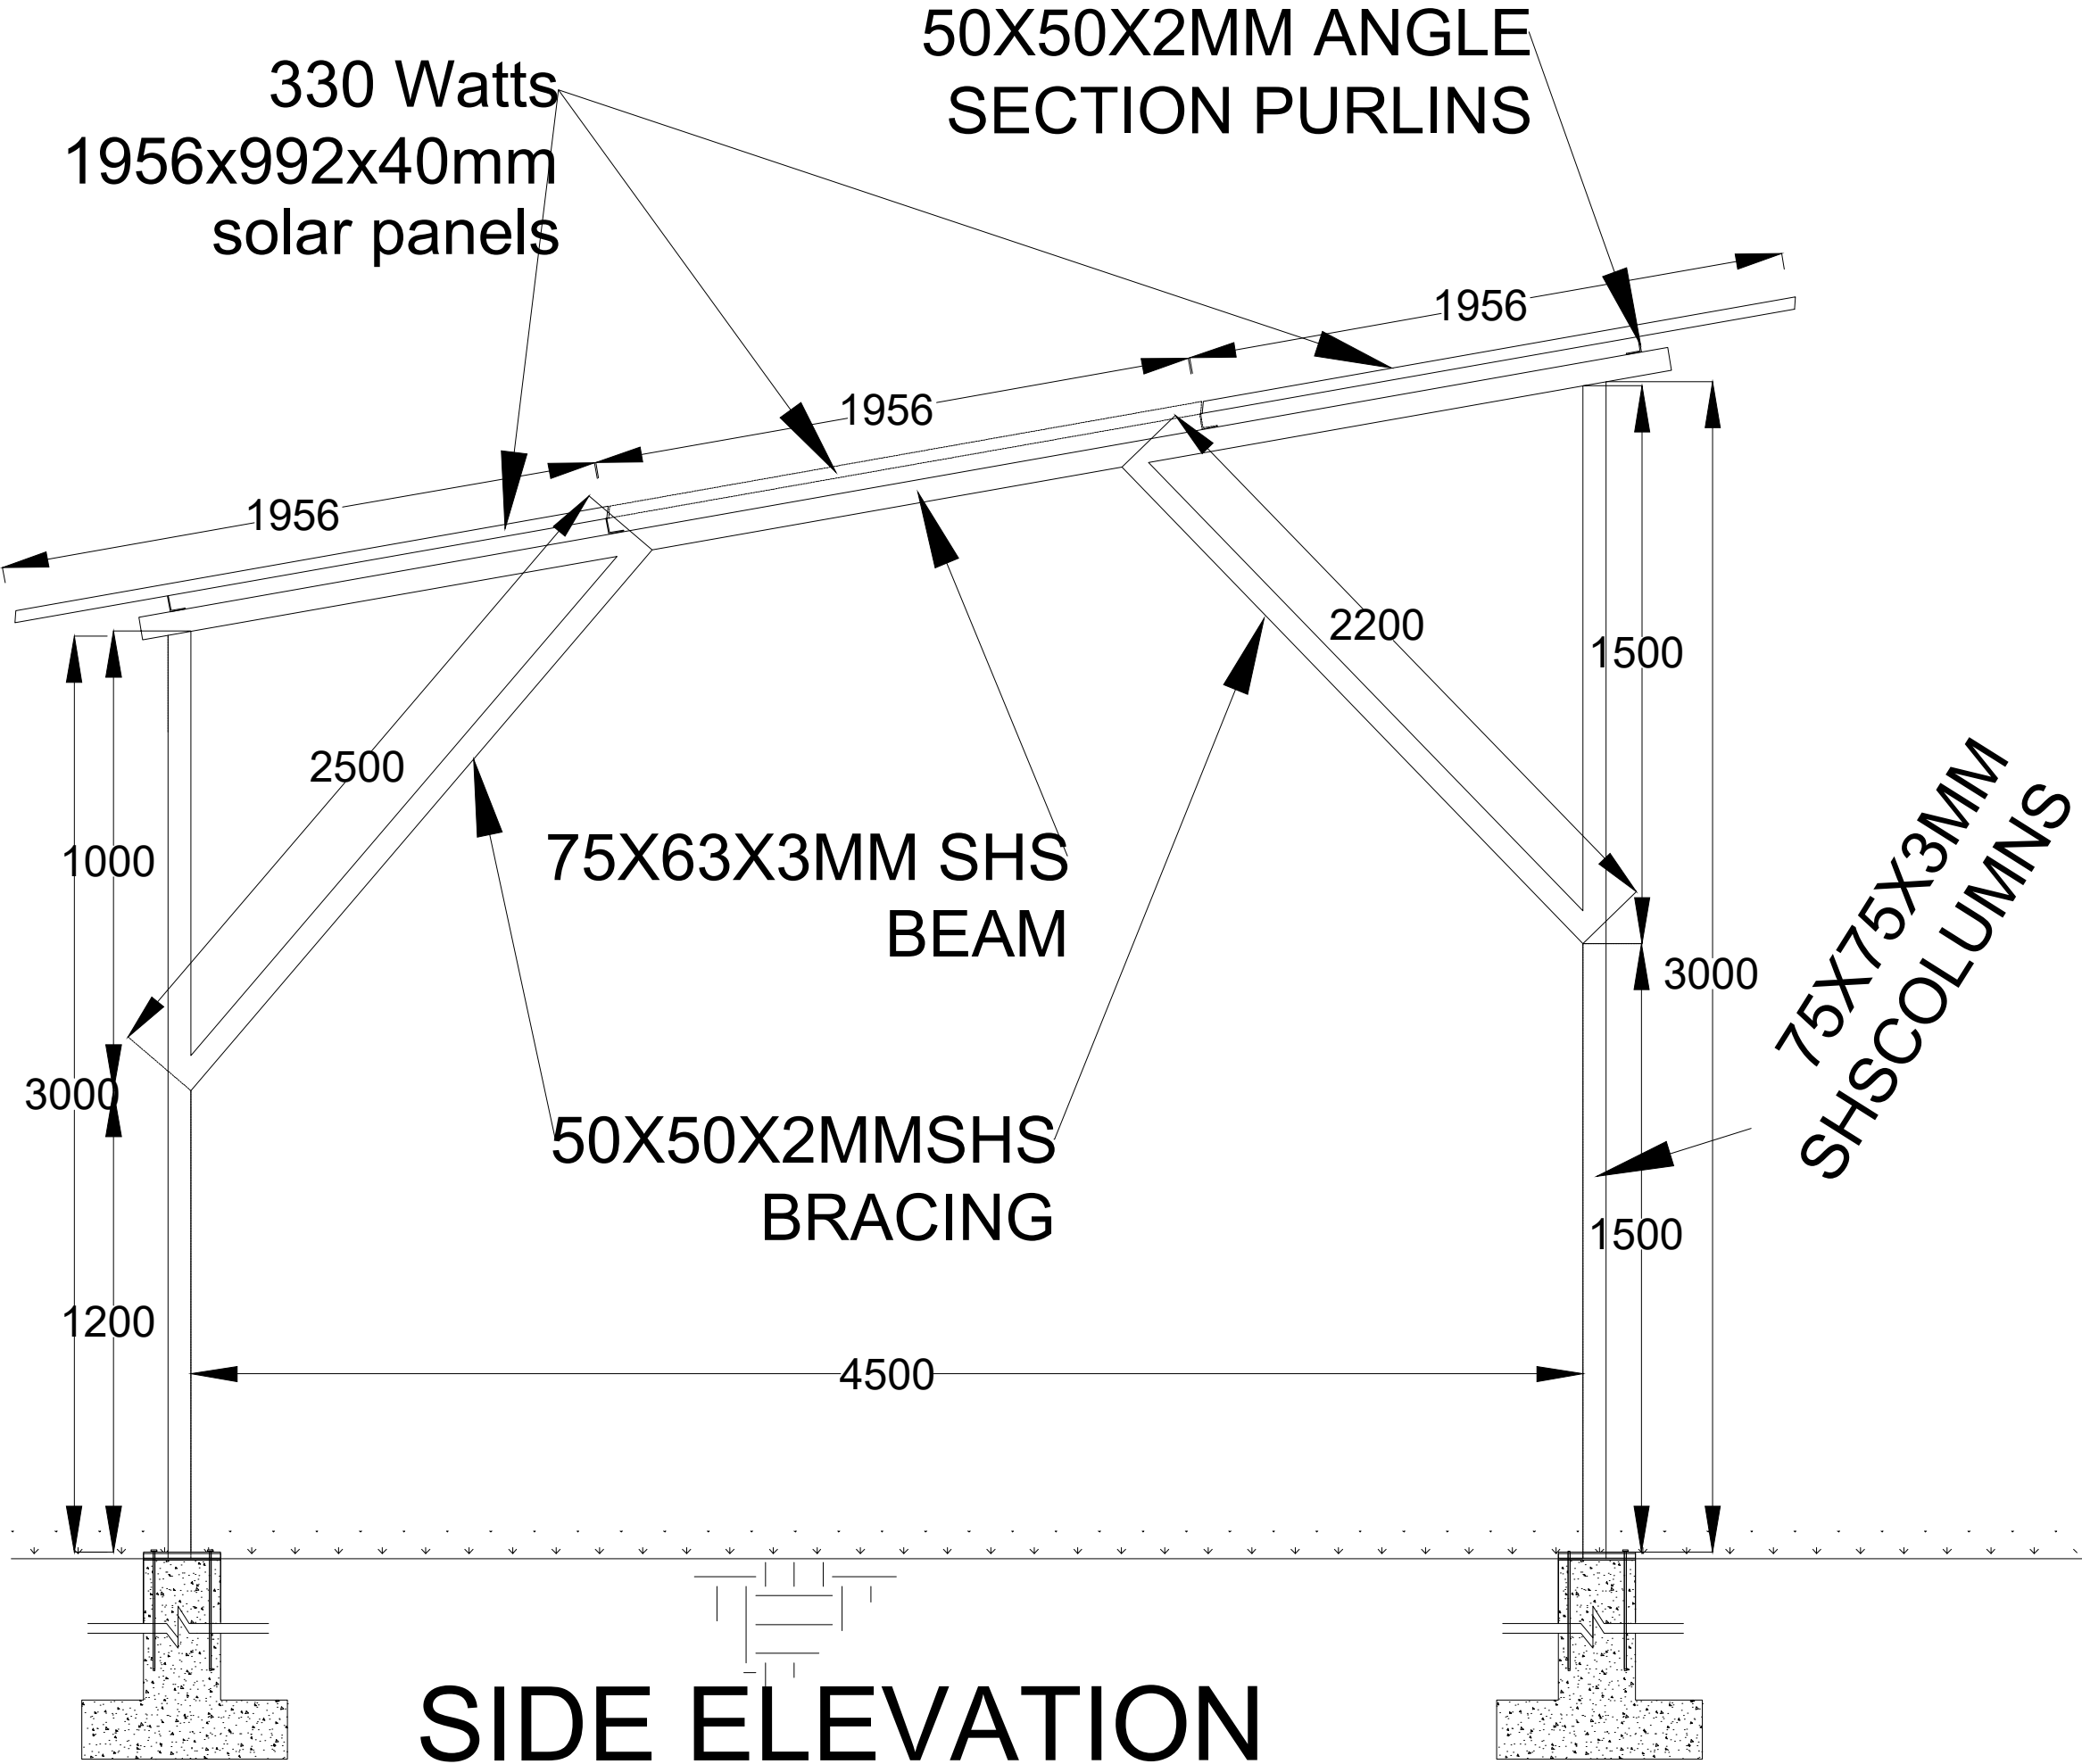 50X50X2MM ANGLE
SECTION PURLINS
330 Watts
1956x992x40mm
solar panels
1956
1956
1956
2500
2200
1500
1000
75X63X3MM SHS
BEAM
3000
75X75X3MM
SHSCOLUMNS
3000
50X50X2MMSHS
BRACING
1500
1200
4500
SIDE ELEVATION